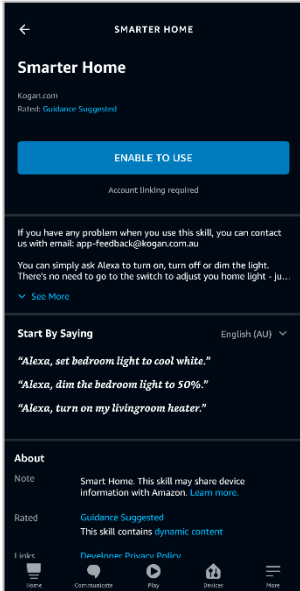 SMARTER HOME
Smarter Home
Kogan.com
Rated: Guidance Suggested
ENABLE TO USE
Account linking required
If you have any problem when you use this skill, you can contact
us with email: app-feedback@kogan.com.au
You can simply ask Alexa to turn on, turn off or dim the light.
There's no need to go to the switch to adjust you home light - ju...
See More
Start By Saying
English (AU)
“Alexa, set bedroom light to cool white.”
“Alexa, dim the bedroom light to 50%.”
“Alexa, turn on my livingroom heater.”
About
Note
Smart Home. This skill may share device
information with Amazon. Learn more.
Rated
Guidance Suggested
This skill contains dynamic content
Links
Developer Privacy Policy
Home
Communicate
Play
Devices
More